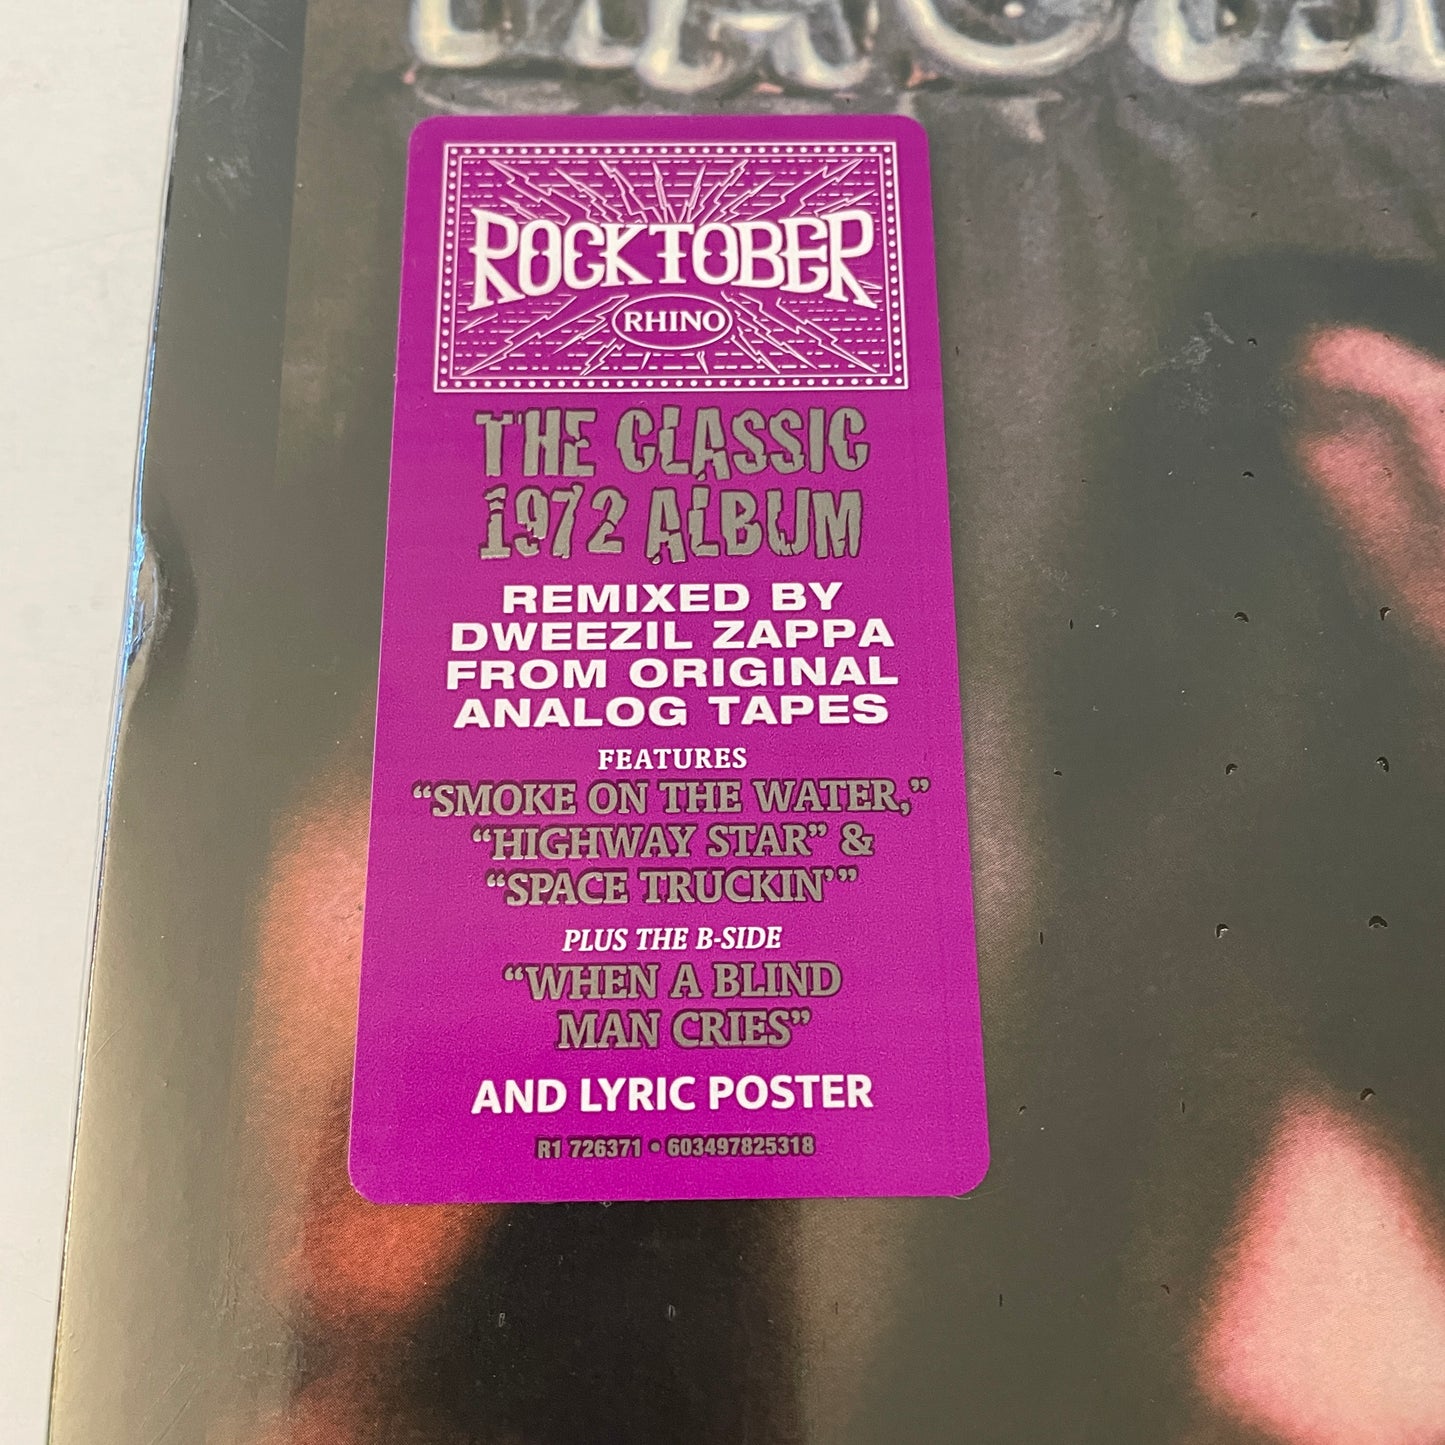 ROCKTOBER
RHINO
THE CLASSIC
1972 ALBUM
REMIXED BY
DWEEZIL ZAPPA
FROM ORIGINAL
ANALOG TAPES
FEATURES
“SMOKE ON THE WATER,”
“HIGHWAY STAR” &
“SPACE TRUCKIN’”
PLUS THE B-SIDE
“WHEN A BLIND
MAN CRIES”
AND LYRIC POSTER
R1 726371 • 603497825318